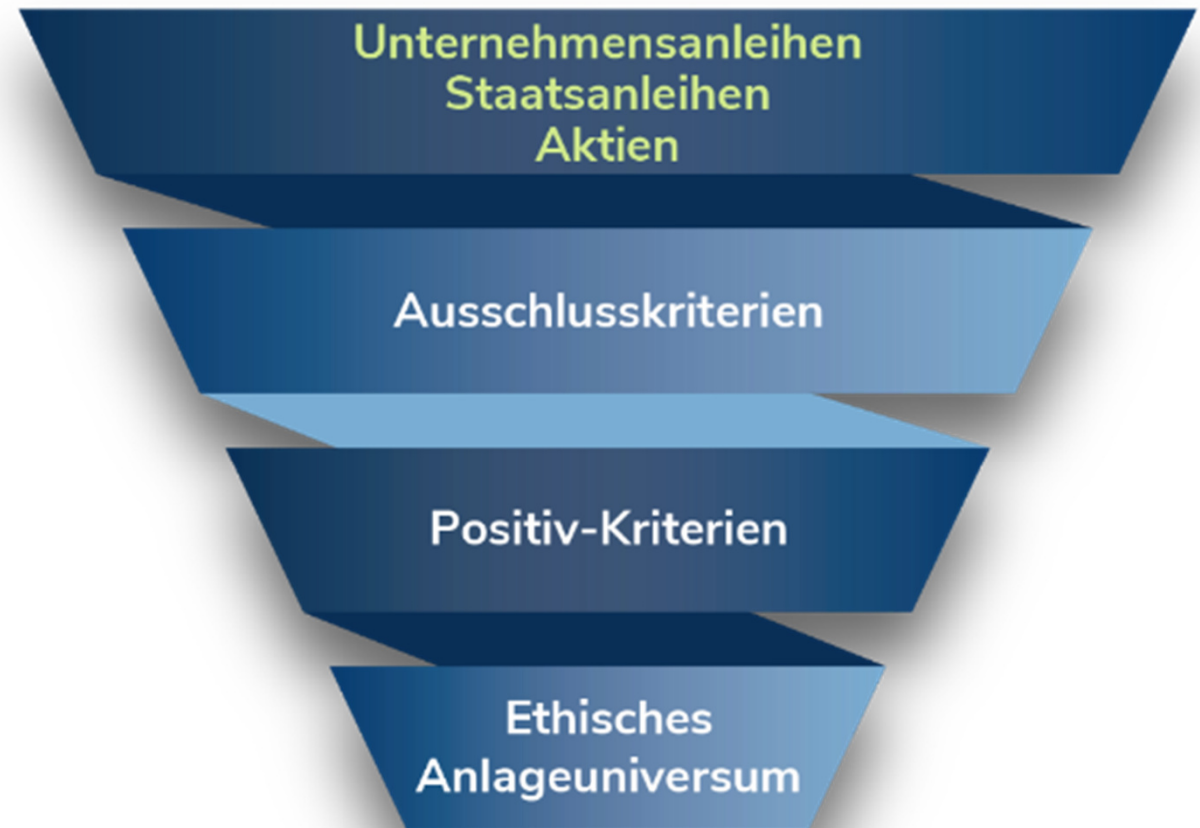 Unternehmensanleihen
Staatsanleihen
Aktien
Ausschlusskriterien
Positiv-Kriterien
Ethisches
Anlageuniversum